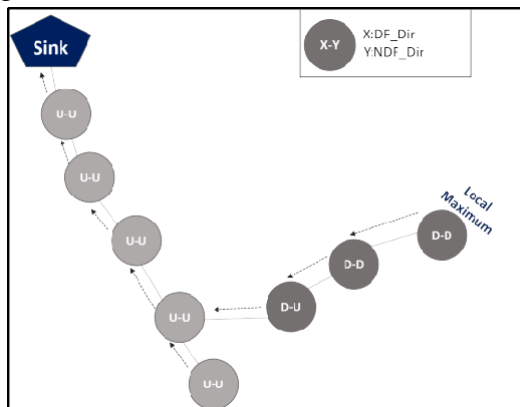 Sink
X-Y
X:DF_Dir
Y:NDF_Dir
U-U
U-U
Local
Maximum
U-U
D-D
D-D
U-U
D-U
U-U